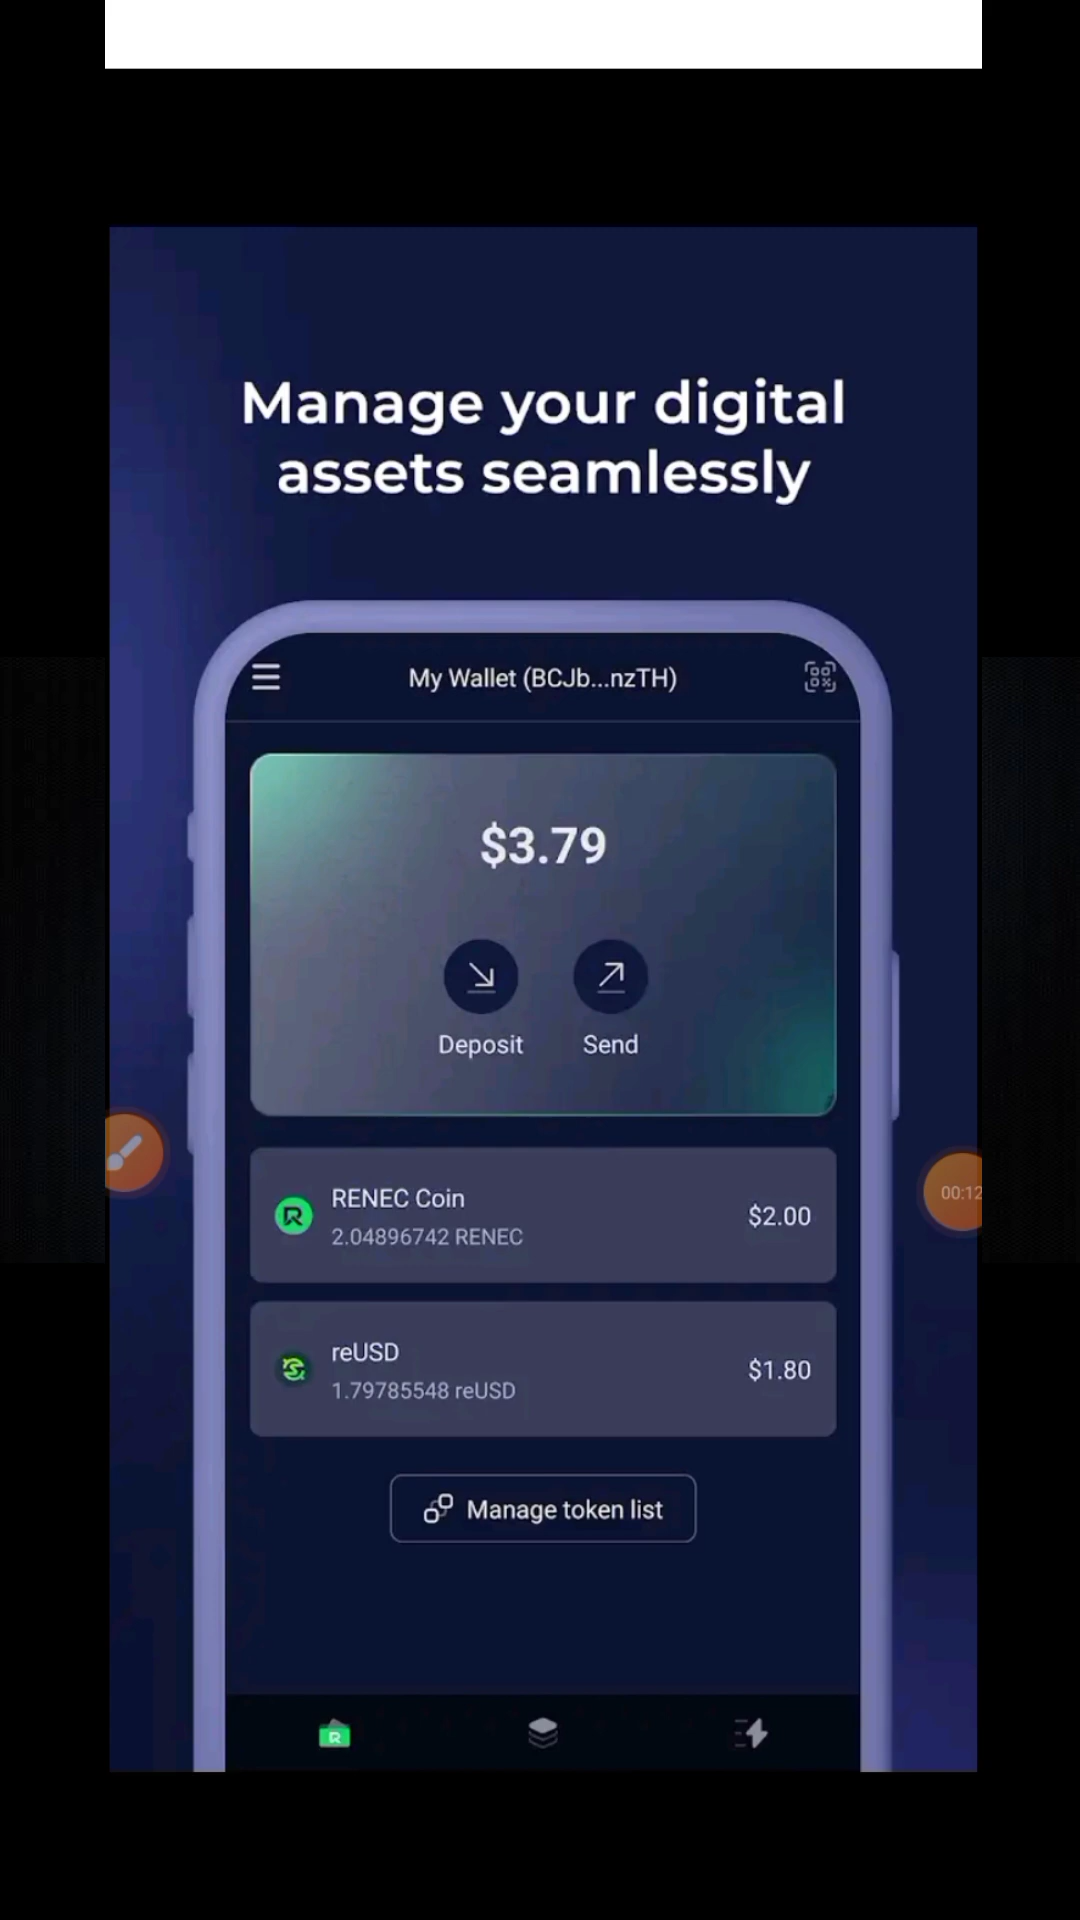 Manage your digital
assets seamlessly
My Wallet (BCJb...nzTH)
$3.79
Deposit
Send
RENEC Coin
2.04896742 RENEC
$2.00
reUSD
1.79785548 reUSD
$1.80
Manage token list
00:12